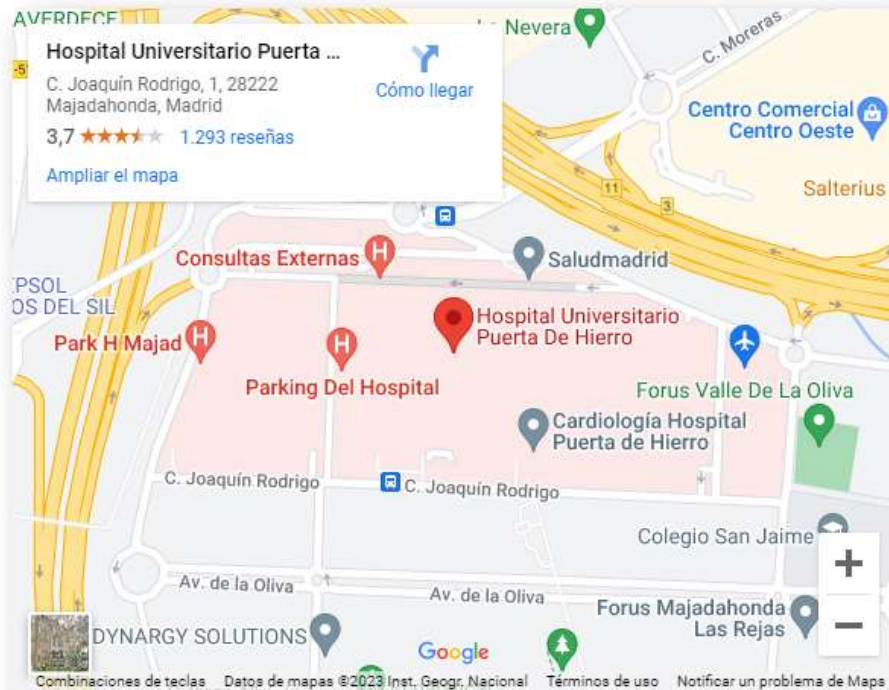 AVERDECE
La Nevera
C. Moreras
-5
Hospital Universitario Puerta ...
C. Joaquín Rodrigo, 1, 28222
Majadahonda, Madrid
3,7
1.293 reseñas
Cómo llegar
Ampliar el mapa
Centro Comercial
Centro Oeste
11
3
Salterius
Consultas Externas
H
Saludmadrid
EPSOL
OS DEL SIL
Park H Majad
H
H
Parking Del Hospital
Hospital Universitario
Puerta De Hierro
Forus Valle De La Oliva
Cardiología Hospital
Puerta de Hierro
C. Joaquín Rodrigo
C. Joaquín Rodrigo
Colegio San Jaime
Av. de la Oliva
Av. de la Oliva
Forus Majadahonda
Las Rejas
DYNARGY SOLUTIONS
Google
+
−
Combinaciones de teclas
Datos de mapas ©2023 Inst. Geogr. Nacional
Términos de uso
Notificar un problema de Maps